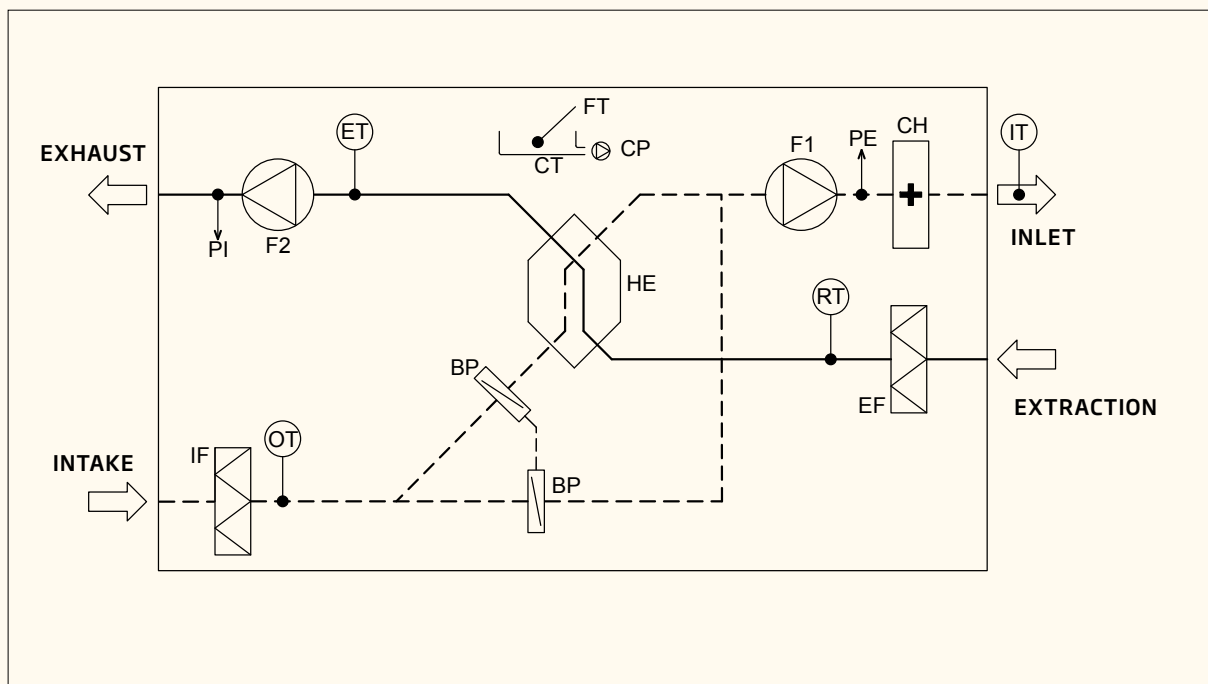 FT
ET
CT
CP
EXHAUST
F1
PE
CH
IT
PI
F2
INLET
HE
RT
BP
EF
EXTRACTION
INTAKE
IF
OT
BP